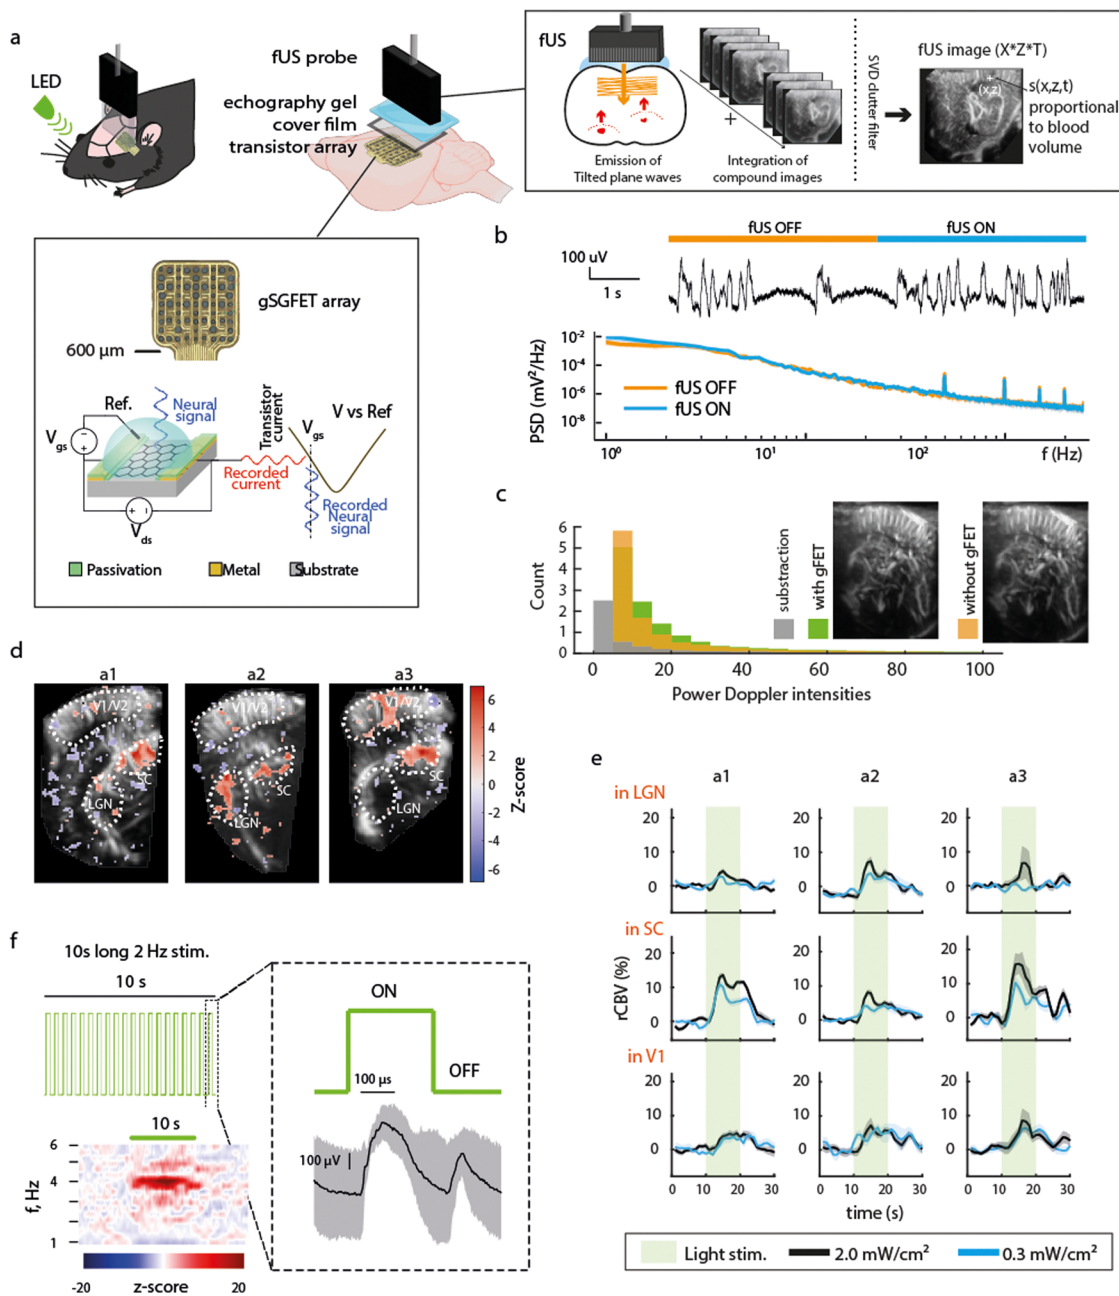 a
LED
fUS probe
echography gel
cover film
transistor array
fUS
Emission of
Tilted plane waves
+
Integration of
compound images
SVD clutter filter
fUS image (X*Z*T)
+
(x,z)
s(x,z,t)
proportional
to blood
volume
gSGFET array
600 μm
Ref.
Neural
signal
Vgs
Vds
Transistor
current
Vgs
V vs Ref
Recorded
current
Recorded
Neural
signal
Passivation
Metal
Substrate
b
fUS OFF
fUS ON
100 uV
1 s
PSD (mV²/Hz)
10⁻²
10⁻⁴
10⁻⁶
10⁻⁸
fUS OFF
fUS ON
10⁰
10¹
10²
f (Hz)
c
Count
6
5
4
3
2
1
0
0
20
40
60
80
100
Power Doppler intensities
substraction
with gFET
without gFET
d
a1
a2
a3
V1/V2
SC
LGN
V1/V2
SC
LGN
V1/V2
SC
LGN
6
4
2
0
-2
-4
-6
Z-score
e
a1
a2
a3
in LGN
20
10
0
20
10
0
20
10
0
in SC
rCBV (%)
20
10
0
20
10
0
20
10
0
in V1
20
10
0
20
10
0
20
10
0
0 10 20 30
0 10 20 30
0 10 20 30
time (s)
Light stim.
2.0 mW/cm²
0.3 mW/cm²
f
10s long 2 Hz stim.
10 s
ON
OFF
100 μs
100 μV
10 s
f, Hz
6
4
1
-20
z-score
20